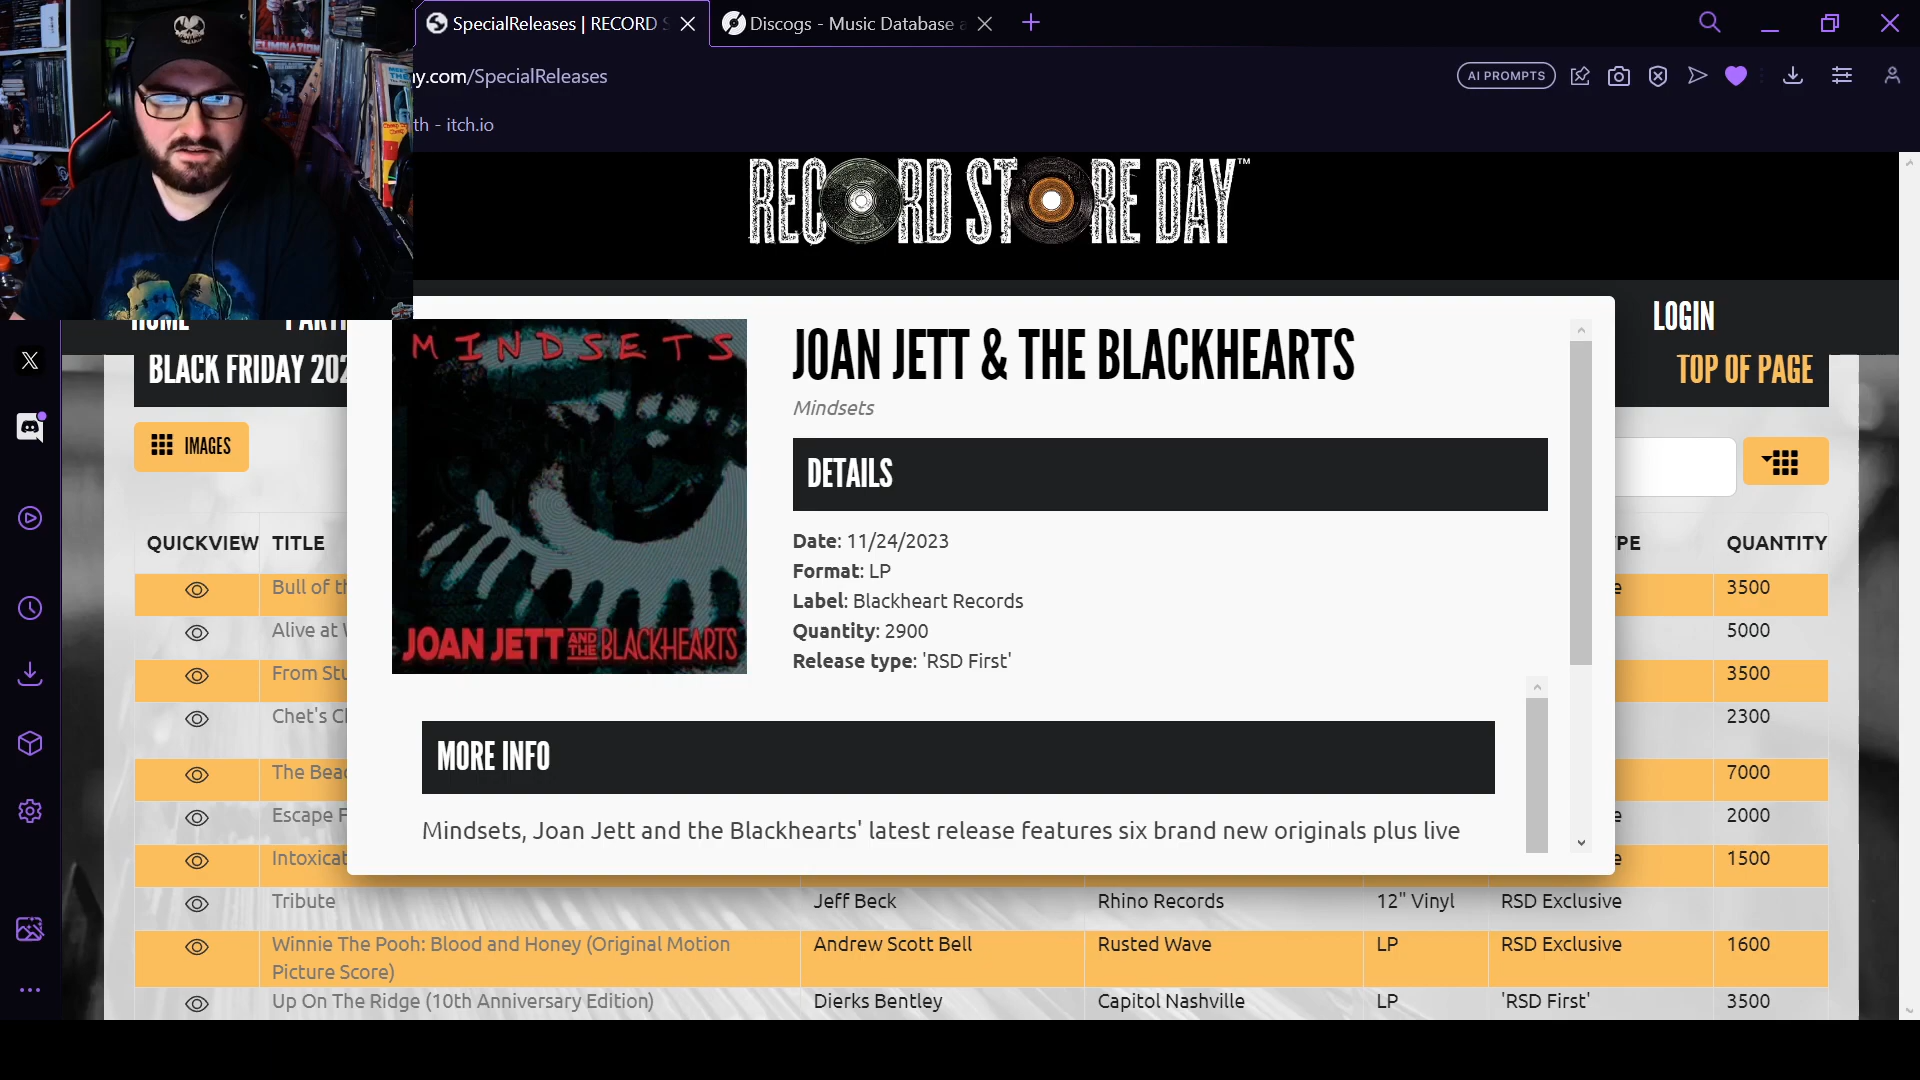 SpecialReleases | RECORD S
Discogs - Music Database a
y.com/SpecialReleases
AI PROMPTS
th - itch.io
RECORD STORE DAY™
HOME
LOGIN
BLACK FRIDAY 202
TOP OF PAGE
IMAGES
MINDSETS
JOAN JETT AND THE BLACKHEARTS
JOAN JETT & THE BLACKHEARTS
Mindsets
DETAILS
Date: 11/24/2023
Format: LP
Label: Blackheart Records
Quantity: 2900
Release type: 'RSD First'
MORE INFO
Mindsets, Joan Jett and the Blackhearts' latest release features six brand new originals plus live
QUICKVIEW TITLE PE QUANTITY
Bull of th e 3500
Alive at 5000
From Stu 3500
Chet's C 2300
The Beac 7000
Escape F e 2000
Intoxicat e 1500
Tribute Jeff Beck Rhino Records 12" Vinyl RSD Exclusive
Winnie The Pooh: Blood and Honey (Original Motion Andrew Scott Bell Rusted Wave LP RSD Exclusive 1600
Picture Score)
Up On The Ridge (10th Anniversary Edition) Dierks Bentley Capitol Nashville LP 'RSD First' 3500